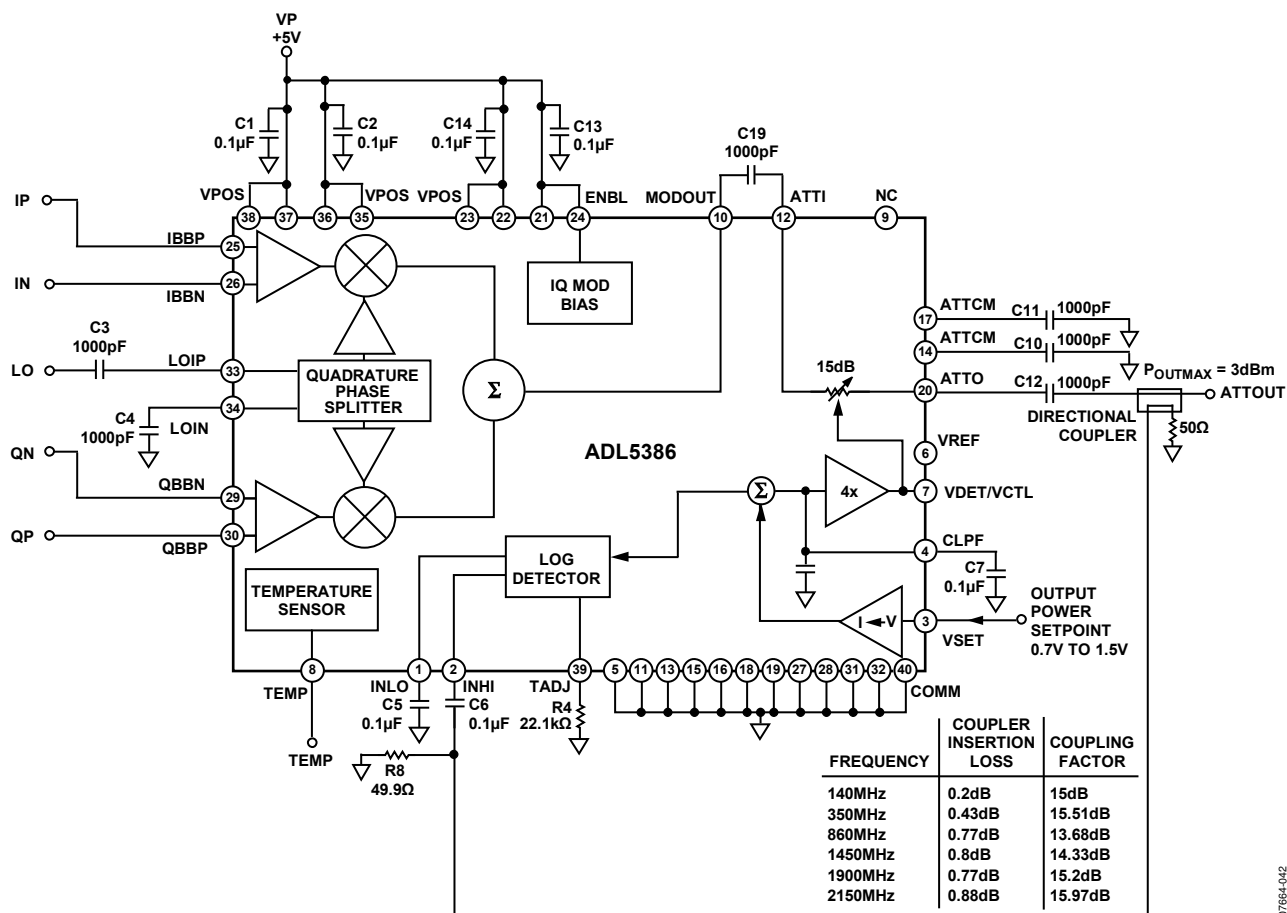 VP
+5V
C1
0.1µF
C2
0.1µF
C14
0.1µF
C13
0.1µF
C19
1000pF
VPOS
VPOS
VPOS
ENBL
MODOUT
ATTI
NC
38
37
36
35
23
22
21
24
10
12
9
IP
IBBP
25
IN
IBBN
26
C3
1000pF
LO
LOIP
33
34
LOIN
C4
1000pF
QN
QBBN
29
QP
QBBP
30
QUADRATURE
PHASE
SPLITTER
IQ MOD
BIAS
Σ
ADL5386
15dB
ATTCM
C11
1000pF
17
ATTCM
C10
1000pF
14
ATTO
C12
1000pF
20
POUTMAX = 3dBm
ATTOUT
DIRECTIONAL
COUPLER
50Ω
VREF
6
Σ
4x
7
VDET/VCTL
CLPF
4
C7
0.1µF
LOG
DETECTOR
TEMPERATURE
SENSOR
I
V
3
VSET
OUTPUT
POWER
SETPOINT
0.7V TO 1.5V
8
1
2
39
5
11
13
15
16
18
19
27
28
31
32
40
TEMP
INLO
INHI
TADJ
COMM
C5
0.1µF
C6
0.1µF
R4
22.1kΩ
TEMP
R8
49.9Ω
FREQUENCY COUPLER INSERTION LOSS COUPLING FACTOR
140MHz 0.2dB 15dB
350MHz 0.43dB 15.51dB
860MHz 0.77dB 13.68dB
1450MHz 0.8dB 14.33dB
1900MHz 0.77dB 15.2dB
2150MHz 0.88dB 15.97dB
07664-042